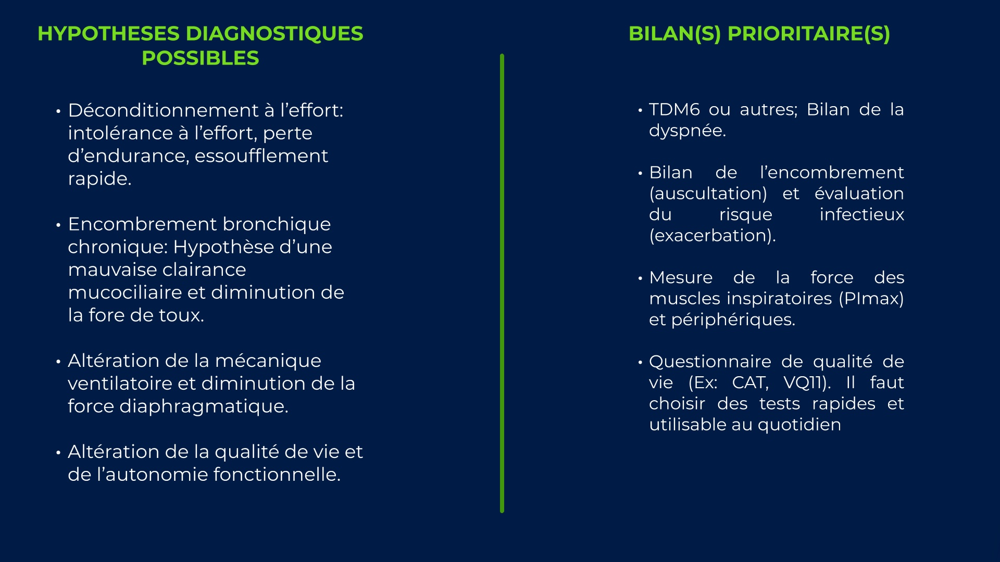 HYPOTHESES DIAGNOSTIQUES
POSSIBLES
• Déconditionnement à l’effort:
intolérance à l’effort, perte
d’endurance, essoufflement
rapide.
• Encombrement bronchique
chronique: Hypothèse d’une
mauvaise clairance
mucociliaire et diminution de
la fore de toux.
• Altération de la mécanique
ventilatoire et diminution de la
force diaphragmatique.
• Altération de la qualité de vie et
de l’autonomie fonctionnelle.
BILAN(S) PRIORITAIRE(S)
• TDM6 ou autres; Bilan de la
dyspnée.
• Bilan de l’encombrement
(auscultation) et évaluation
du risque infectieux
(exacerbation).
• Mesure de la force des
muscles inspiratoires (PImax)
et périphériques.
• Questionnaire de qualité de
vie (Ex: CAT, VQ11). Il faut
choisir des tests rapides et
utilisable au quotidien